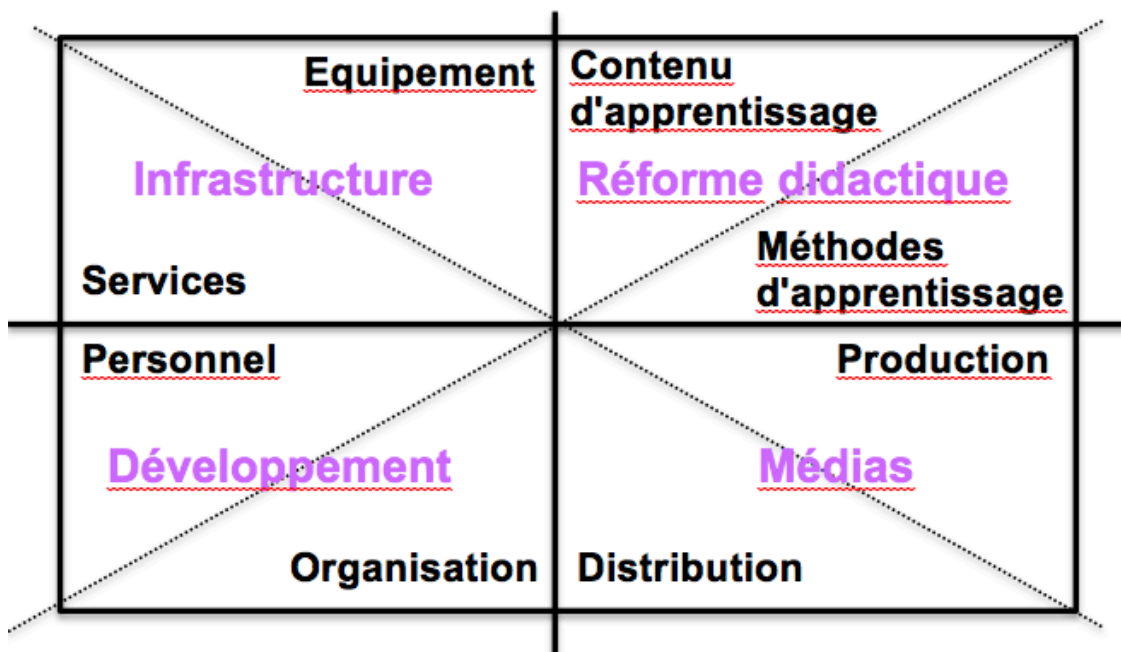 Equipement
Contenu
d'apprentissage
Infrastructure
Réforme didactique
Services
Méthodes
d'apprentissage
Personnel
Production
Développement
Médias
Organisation
Distribution